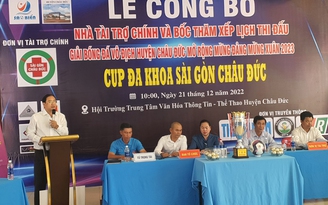 LỄ CÔNG BỐ
ĐƠN VỊ TÀI TRỢ CHÍNH
NHÀ TÀI TRỢ CHÍNH VÀ BỐC THĂM XẾP LỊCH THI ĐẤU
GIẢI BÓNG ĐÁ VÔ ĐỊCH HUYỆN CHÂU ĐỨC MỞ RỘNG MỪNG ĐẢNG MỪNG XUÂN 2023
CUP ĐA KHOA SÀI GÒN CHÂU ĐỨC
10:00, Ngày 21 tháng 12 năm 2022
Hội Trường Trung Tâm Văn Hóa Thông Tin - Thể Thao Huyện Châu Đức
ĐƠN VỊ TRUYỀN THÔNG